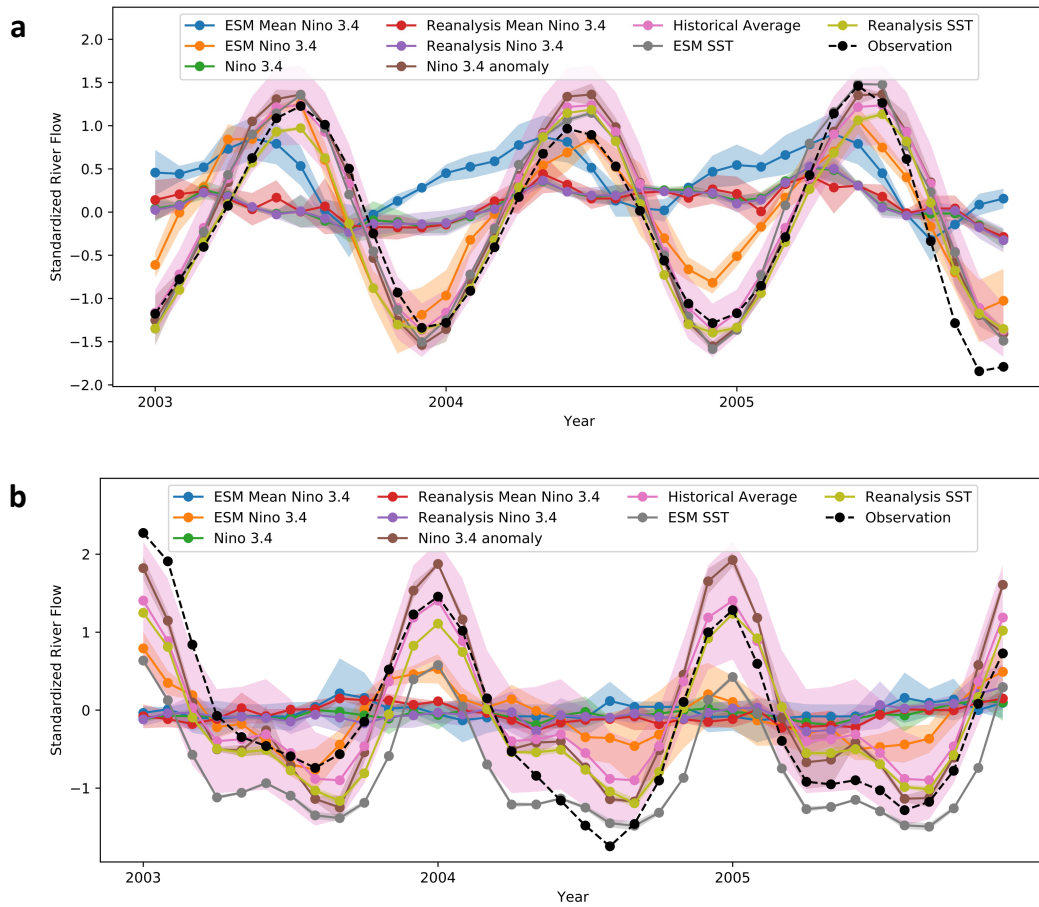 a
ESM Mean Nino 3.4 Reanalysis Mean Nino 3.4 Historical Average Reanalysis SST
ESM Nino 3.4 Reanalysis Nino 3.4 ESM SST Observation
Nino 3.4 Nino 3.4 anomaly
2.0
1.5
1.0
0.5
0.0
−0.5
−1.0
−1.5
−2.0
Standardized River Flow
2003 2004 2005
Year
b
ESM Mean Nino 3.4 Reanalysis Mean Nino 3.4 Historical Average Reanalysis SST
ESM Nino 3.4 Reanalysis Nino 3.4 ESM SST Observation
Nino 3.4 Nino 3.4 anomaly
2
1
0
−1
Standardized River Flow
2003 2004 2005
Year